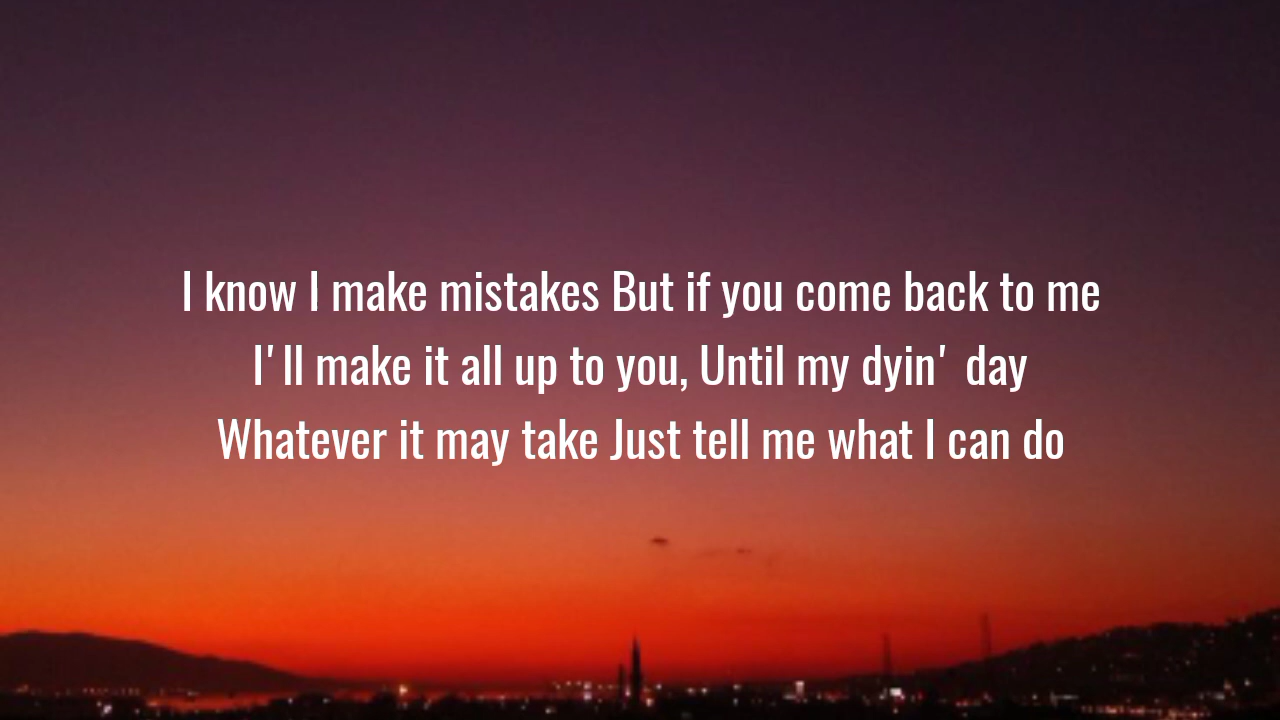 I know I make mistakes But if you come back to me
I'll make it all up to you, Until my dyin' day
Whatever it may take Just tell me what I can do